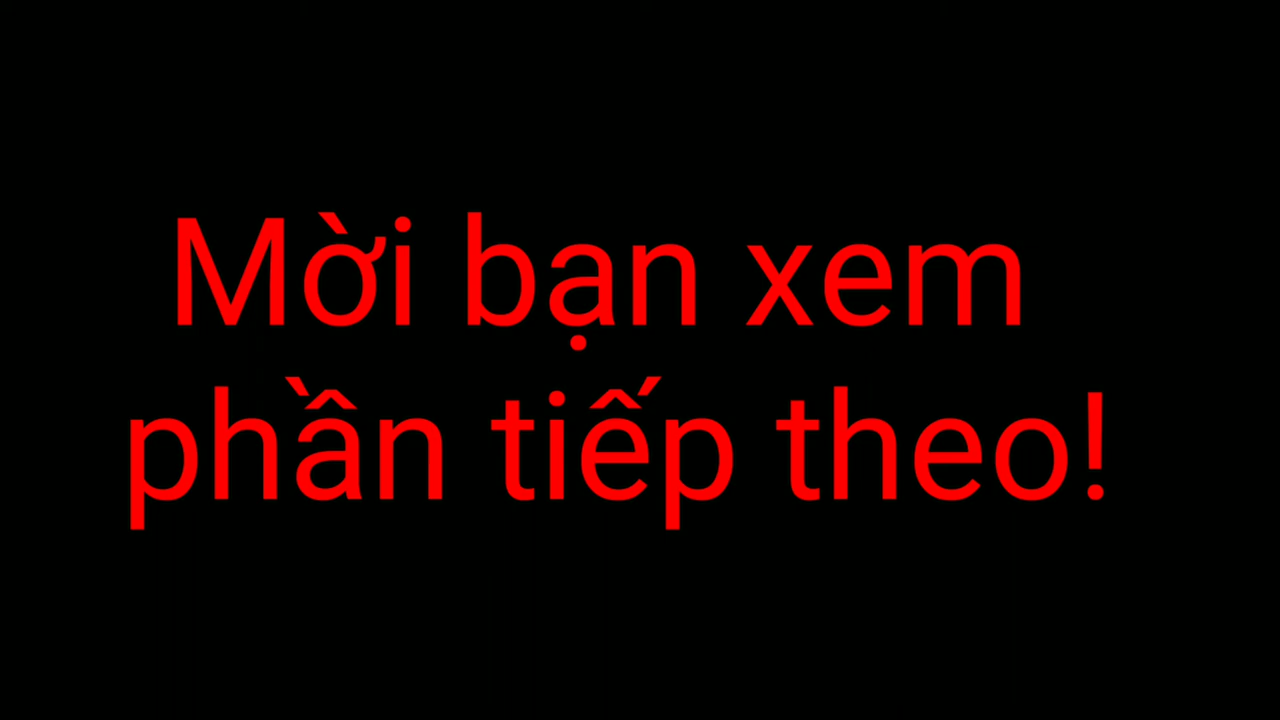 Mời bạn xem
phần tiếp theo!